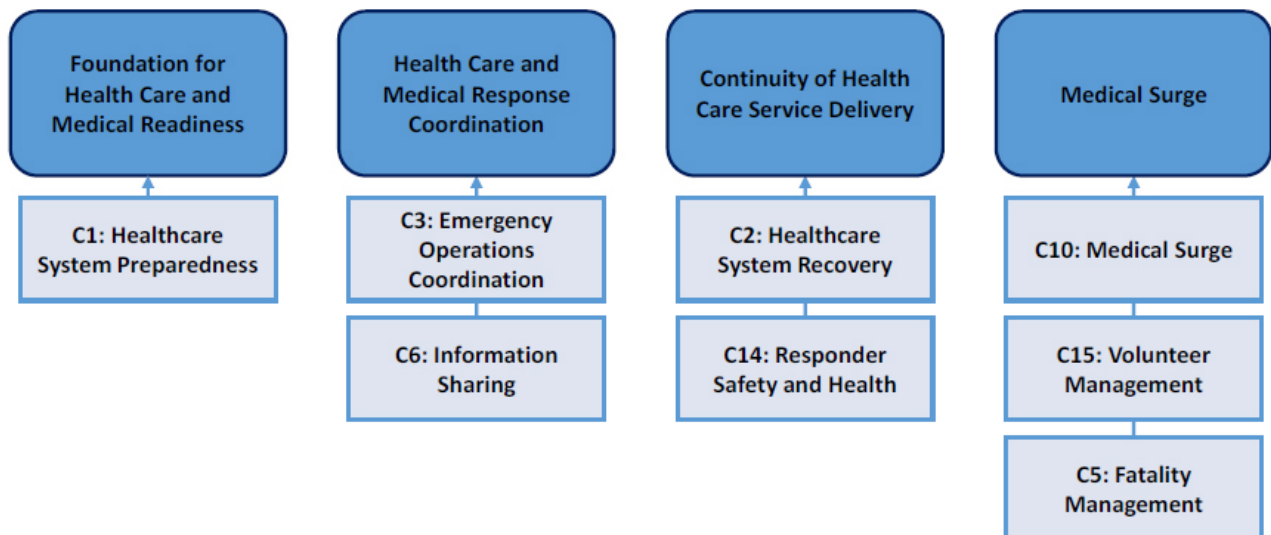 Foundation for
Health Care and
Medical Readiness
Health Care and
Medical Response
Coordination
Continuity of Health
Care Service Delivery
Medical Surge
C1: Healthcare
System Preparedness
C3: Emergency
Operations
Coordination
C2: Healthcare
System Recovery
C10: Medical Surge
C6: Information
Sharing
C14: Responder
Safety and Health
C15: Volunteer
Management
C5: Fatality
Management